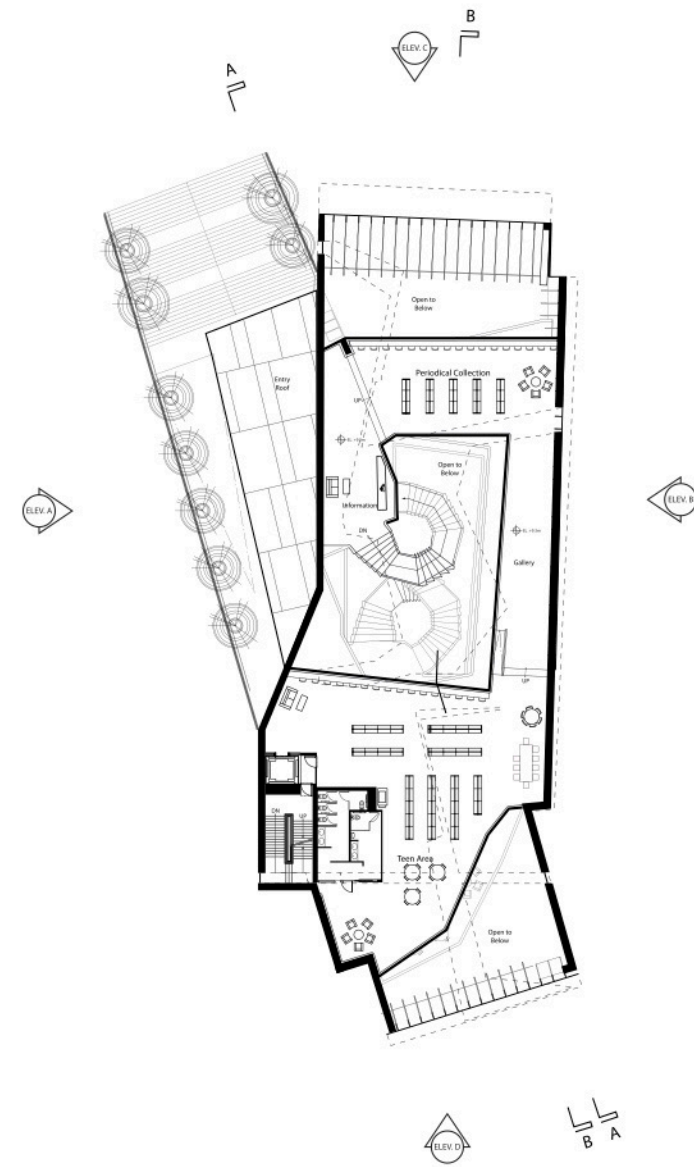 B
ELEV. C
A
Open to
Below
Periodical Collection
Entry
Roof
UP
Open to
Below
ELEV. A
ELEV. B
Information
DN
Gallery
UP
DN
UP
Teen Area
Open to
Below
ELEV. D
B
A